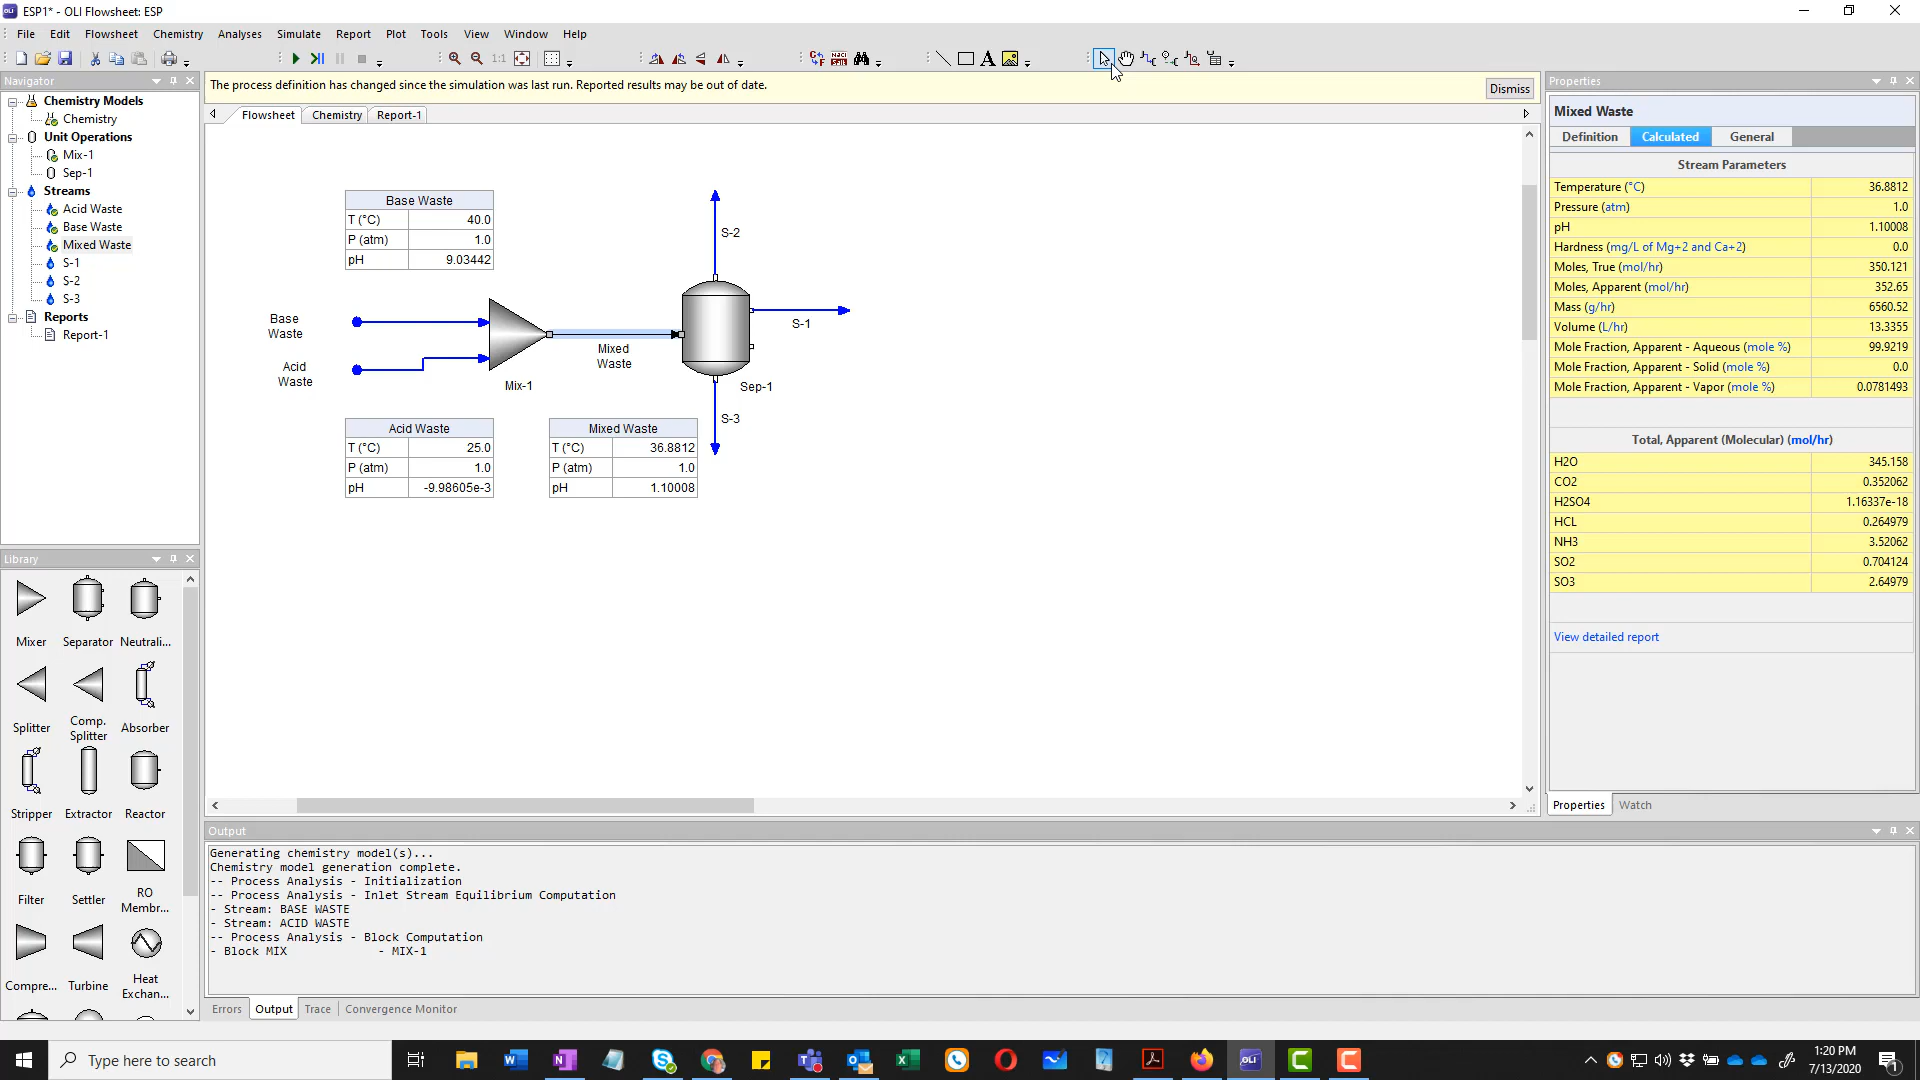 ESP1* - OLI Flowsheet: ESP
File Edit Flowsheet Chemistry Analyses Simulate Report Plot Tools View Window Help
1:1
Navigator
Chemistry Models
Chemistry
Unit Operations
Mix-1
Sep-1
Streams
Acid Waste
Base Waste
Mixed Waste
S-1
S-2
S-3
Reports
Report-1
Library
Mixer Separator Neutrali...
Splitter Comp. Splitter Absorber
Stripper Extractor Reactor
Filter Settler RO Membr...
Compre... Turbine Heat Exchan...
The process definition has changed since the simulation was last run. Reported results may be out of date.
Dismiss
Flowsheet Chemistry Report-1
Base Waste
T (°C) 40.0
P (atm) 1.0
pH 9.03442
S-2
Base
Waste
S-1
Mixed
Waste
Acid
Waste
Mix-1
Sep-1
S-3
Acid Waste
T (°C) 25.0
P (atm) 1.0
pH -9.98605e-3
Mixed Waste
T (°C) 36.8812
P (atm) 1.0
pH 1.10008
Properties
Mixed Waste
Definition Calculated General
Stream Parameters
Temperature (°C) 36.8812
Pressure (atm) 1.0
pH 1.10008
Hardness (mg/L of Mg+2 and Ca+2) 0.0
Moles, True (mol/hr) 350.121
Moles, Apparent (mol/hr) 352.65
Mass (g/hr) 6560.52
Volume (L/hr) 13.3355
Mole Fraction, Apparent - Aqueous (mole %) 99.9219
Mole Fraction, Apparent - Solid (mole %) 0.0
Mole Fraction, Apparent - Vapor (mole %) 0.0781493
Total, Apparent (Molecular) (mol/hr)
H2O 345.158
CO2 0.352062
H2SO4 1.16337e-18
HCL 0.264979
NH3 3.52062
SO2 0.704124
SO3 2.64979
View detailed report
Properties Watch
Output
Generating chemistry model(s)...
Chemistry model generation complete.
-- Process Analysis - Initialization
-- Process Analysis - Inlet Stream Equilibrium Computation
- Stream: BASE WASTE
- Stream: ACID WASTE
-- Process Analysis - Block Computation
- Block MIX - MIX-1
Errors Output Trace Convergence Monitor
Type here to search
1:20 PM
7/13/2020